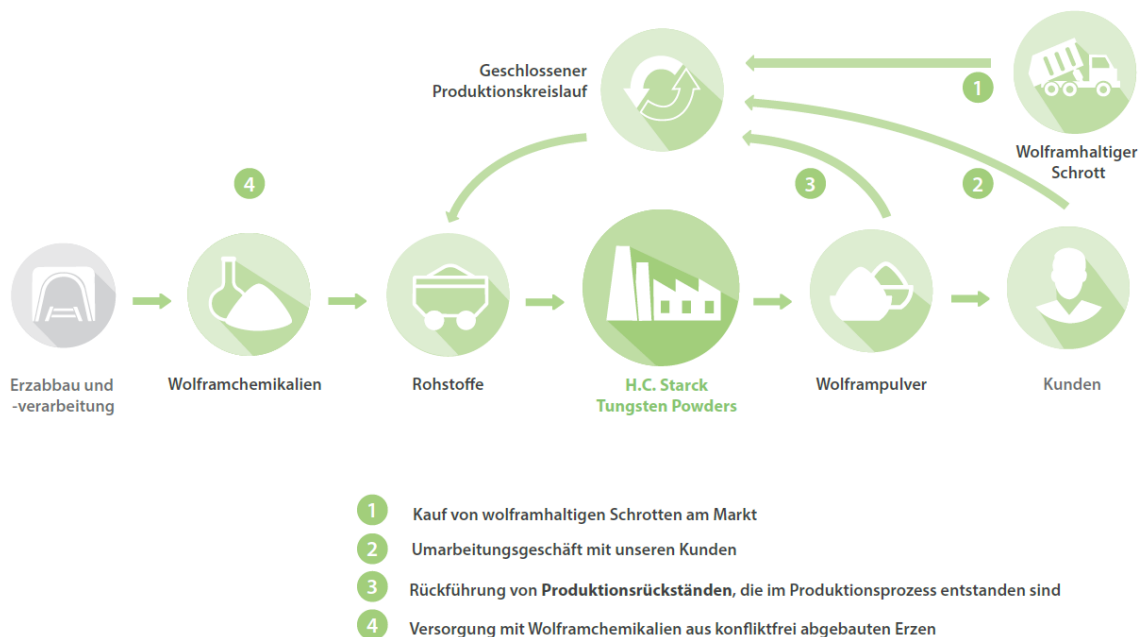 Geschlossener
Produktionskreislauf
1
Wolframhaltiger
Schrott
4
3
2
Erzabbau und
-verarbeitung
Wolframchemikalien
Rohstoffe
H.C. Starck
Tungsten Powders
Wolframpulver
Kunden
1 Kauf von wolframhaltigen Schrotten am Markt
2 Umarbeitungsgeschäft mit unseren Kunden
3 Rückführung von Produktionsrückständen, die im Produktionsprozess entstanden sind
4 Versorgung mit Wolframchemikalien aus konfliktfrei abgebauten Erzen